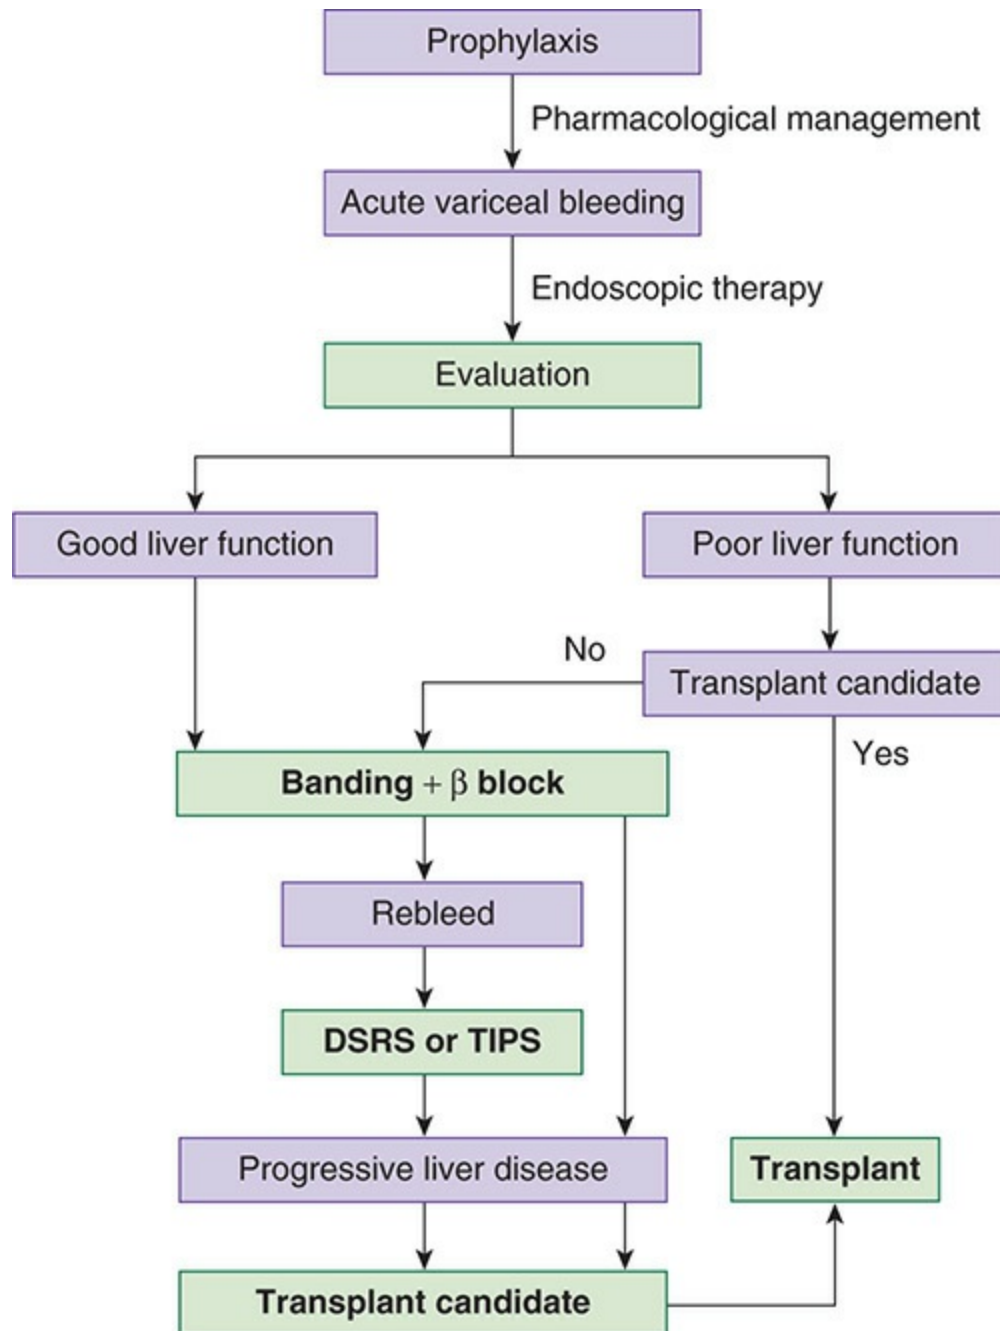 Prophylaxis
Pharmacological management
Acute variceal bleeding
Endoscopic therapy
Evaluation
Good liver function
Poor liver function
No
Transplant candidate
Yes
Banding + β block
Rebleed
DSRS or TIPS
Progressive liver disease
Transplant
Transplant candidate